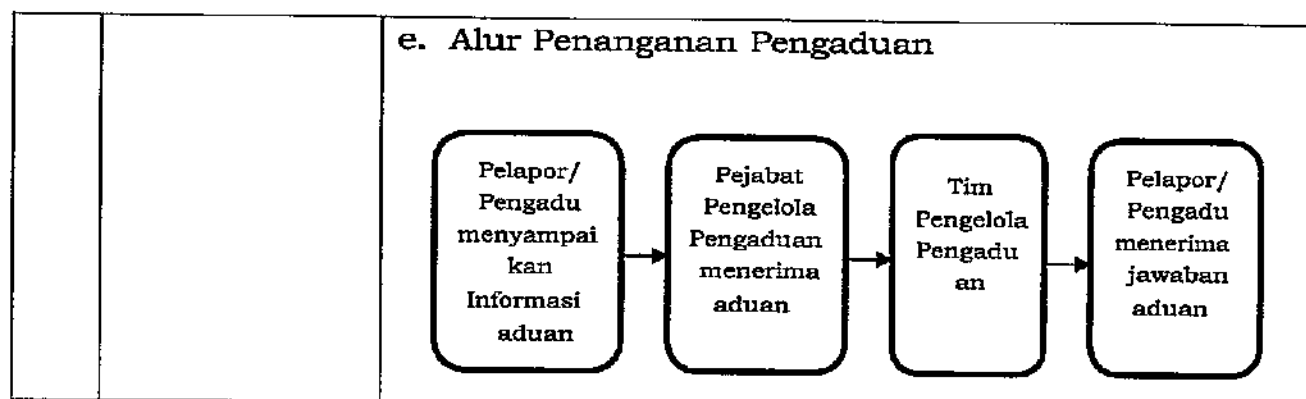 e. Alur Penanganan Pengaduan
Pelapor/
Pengadu
menyampai
kan
Informasi
aduan
Pejabat
Pengelola
Pengaduan
menerima
aduan
Tim
Pengelola
Pengadu
an
Pelapor/
Pengadu
menerima
jawaban
aduan